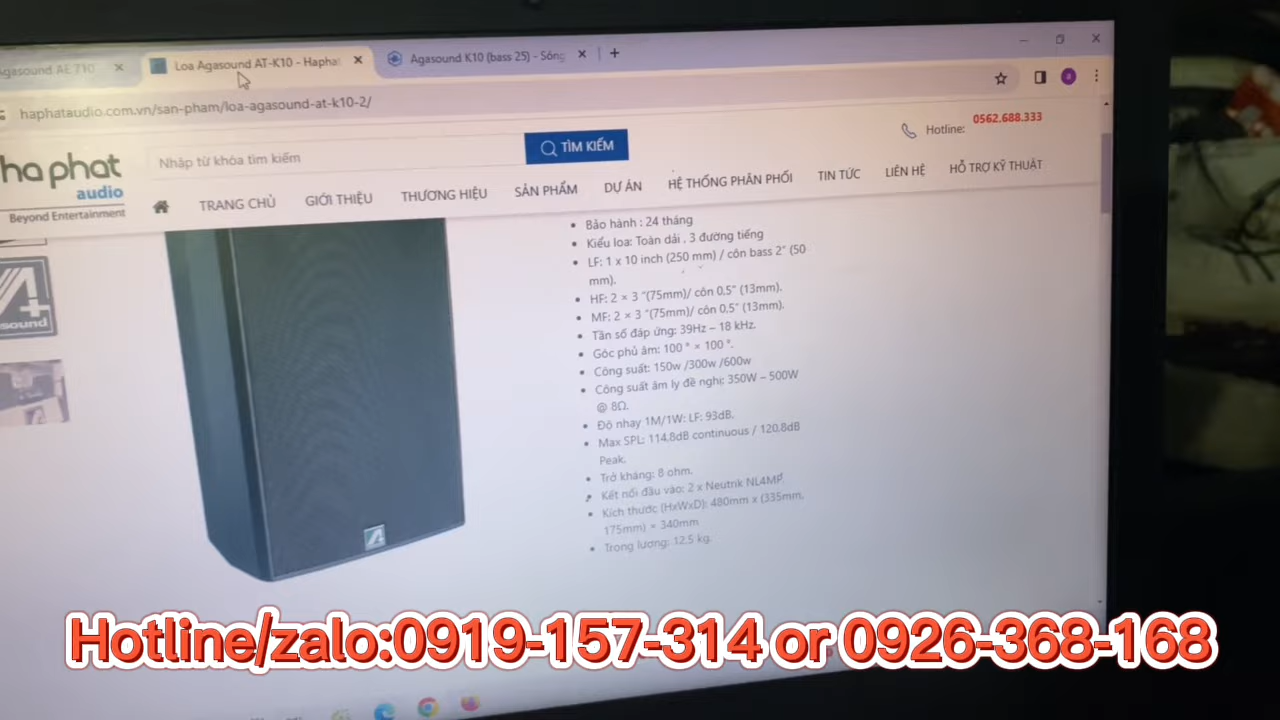 Agasound AE 710
Loa Agasound AT-K10 - Haphat
Agasound K10 (bass 25) - Sóng
haphataudio.com.vn/san-pham/loa-agasound-at-k10-2/
ha phat
audio
Beyond Entertainment
Nhập từ khóa tìm kiếm
TÌM KIẾM
Hotline: 0562.688.333
TRANG CHỦ GIỚI THIỆU THƯƠNG HIỆU SẢN PHẨM DỰ ÁN HỆ THỐNG PHÂN PHỐI TIN TỨC LIÊN HỆ HỖ TRỢ KỸ THUẬT
sound
Bảo hành : 24 tháng
Kiểu loa: Toàn dải , 3 đường tiếng
LF: 1 x 10 inch (250 mm) / côn bass 2" (50
mm).
HF: 2 × 3 "(75mm)/ côn 0,5" (13mm).
MF: 2 × 3 "(75mm)/ côn 0,5" (13mm).
Tần số đáp ứng: 39Hz – 18 kHz.
Góc phủ âm: 100 ° × 100 °.
Công suất: 150w /300w /600w
Công suất âm ly đề nghị: 350W – 500W
@ 8Ω.
Độ nhạy 1M/1W: LF: 93dB.
Max SPL: 114,8dB continuous / 120,8dB
Peak.
Trở kháng: 8 ohm.
Kết nối đầu vào: 2 x Neutrik NL4MP.
Kích thước (HxWxD): 480mm x (335mm,
175mm) × 340mm
Trọng lượng: 12,5 kg.
Hotline/zalo:0919-157-314 or 0926-368-168